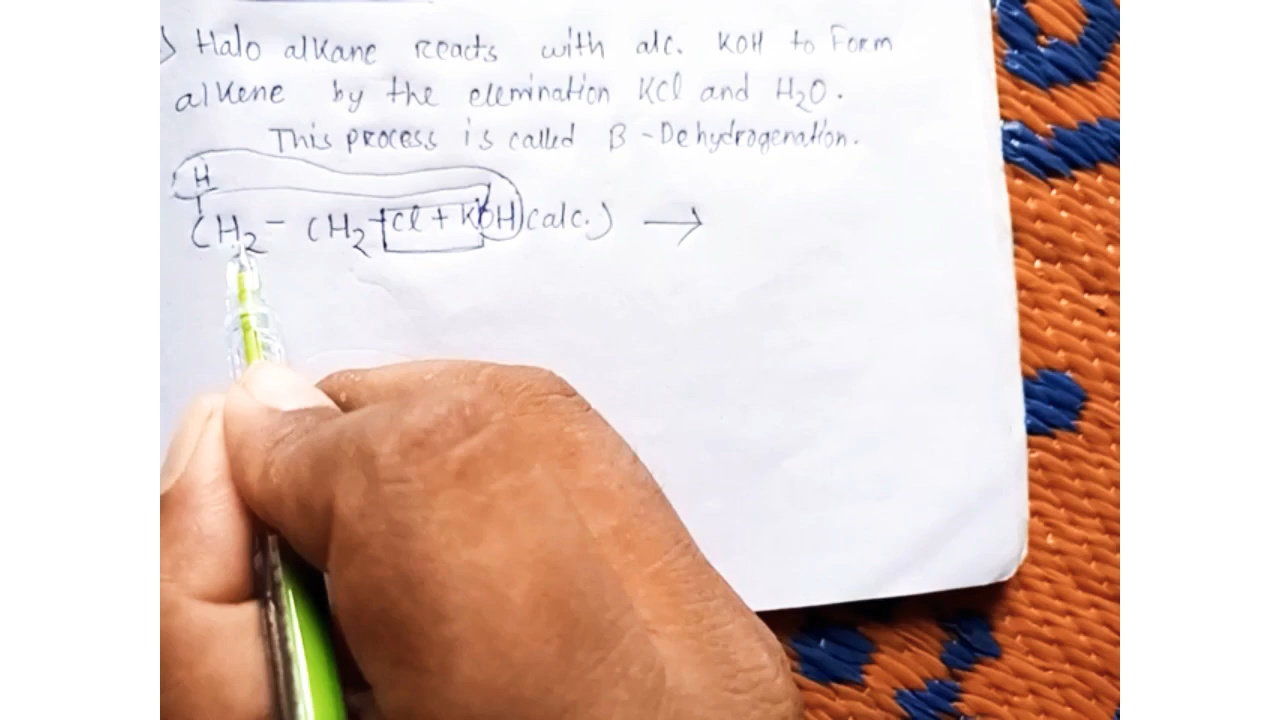 ) Halo alkane reacts with alc. KOH to Form
alkene by the elemination KCl and H₂O.
This process is called B-Dehydrogenation.
H
CH₂ - CH₂ - Cl + KOH (alc.) →